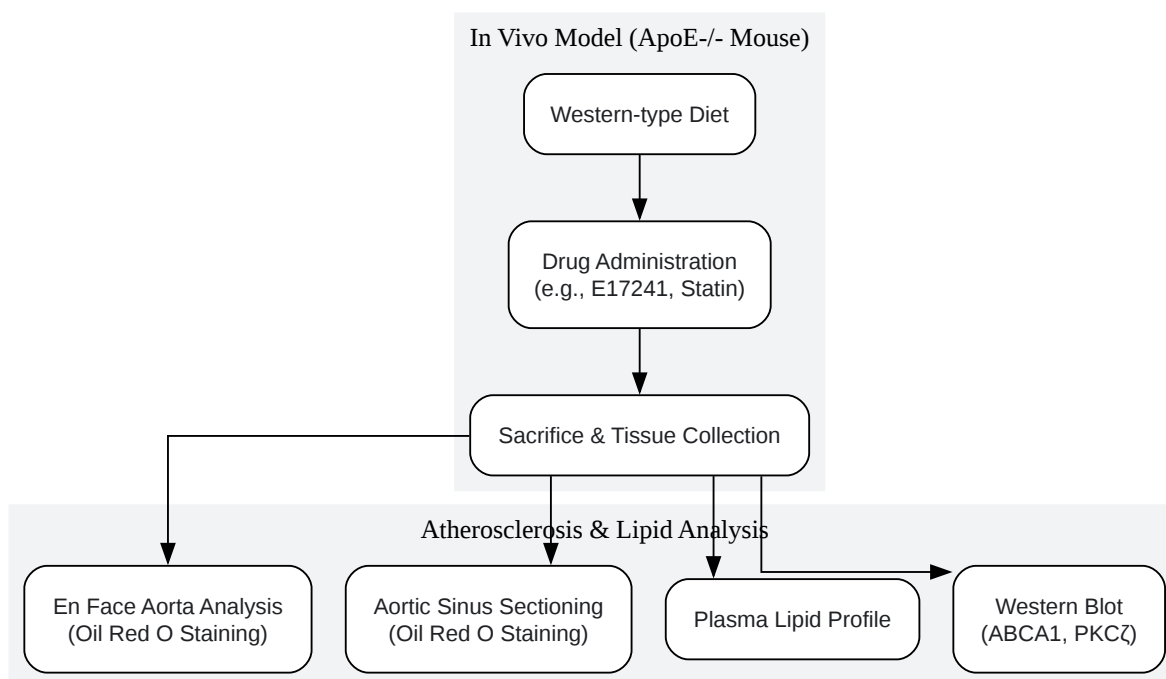 In Vivo Model (ApoE-/- Mouse)
Western-type Diet
Drug Administration
(e.g., E17241, Statin)
Sacrifice & Tissue Collection
Atherosclerosis & Lipid Analysis
En Face Aorta Analysis
(Oil Red O Staining)
Aortic Sinus Sectioning
(Oil Red O Staining)
Plasma Lipid Profile
Western Blot
(ABCA1, PKCζ)